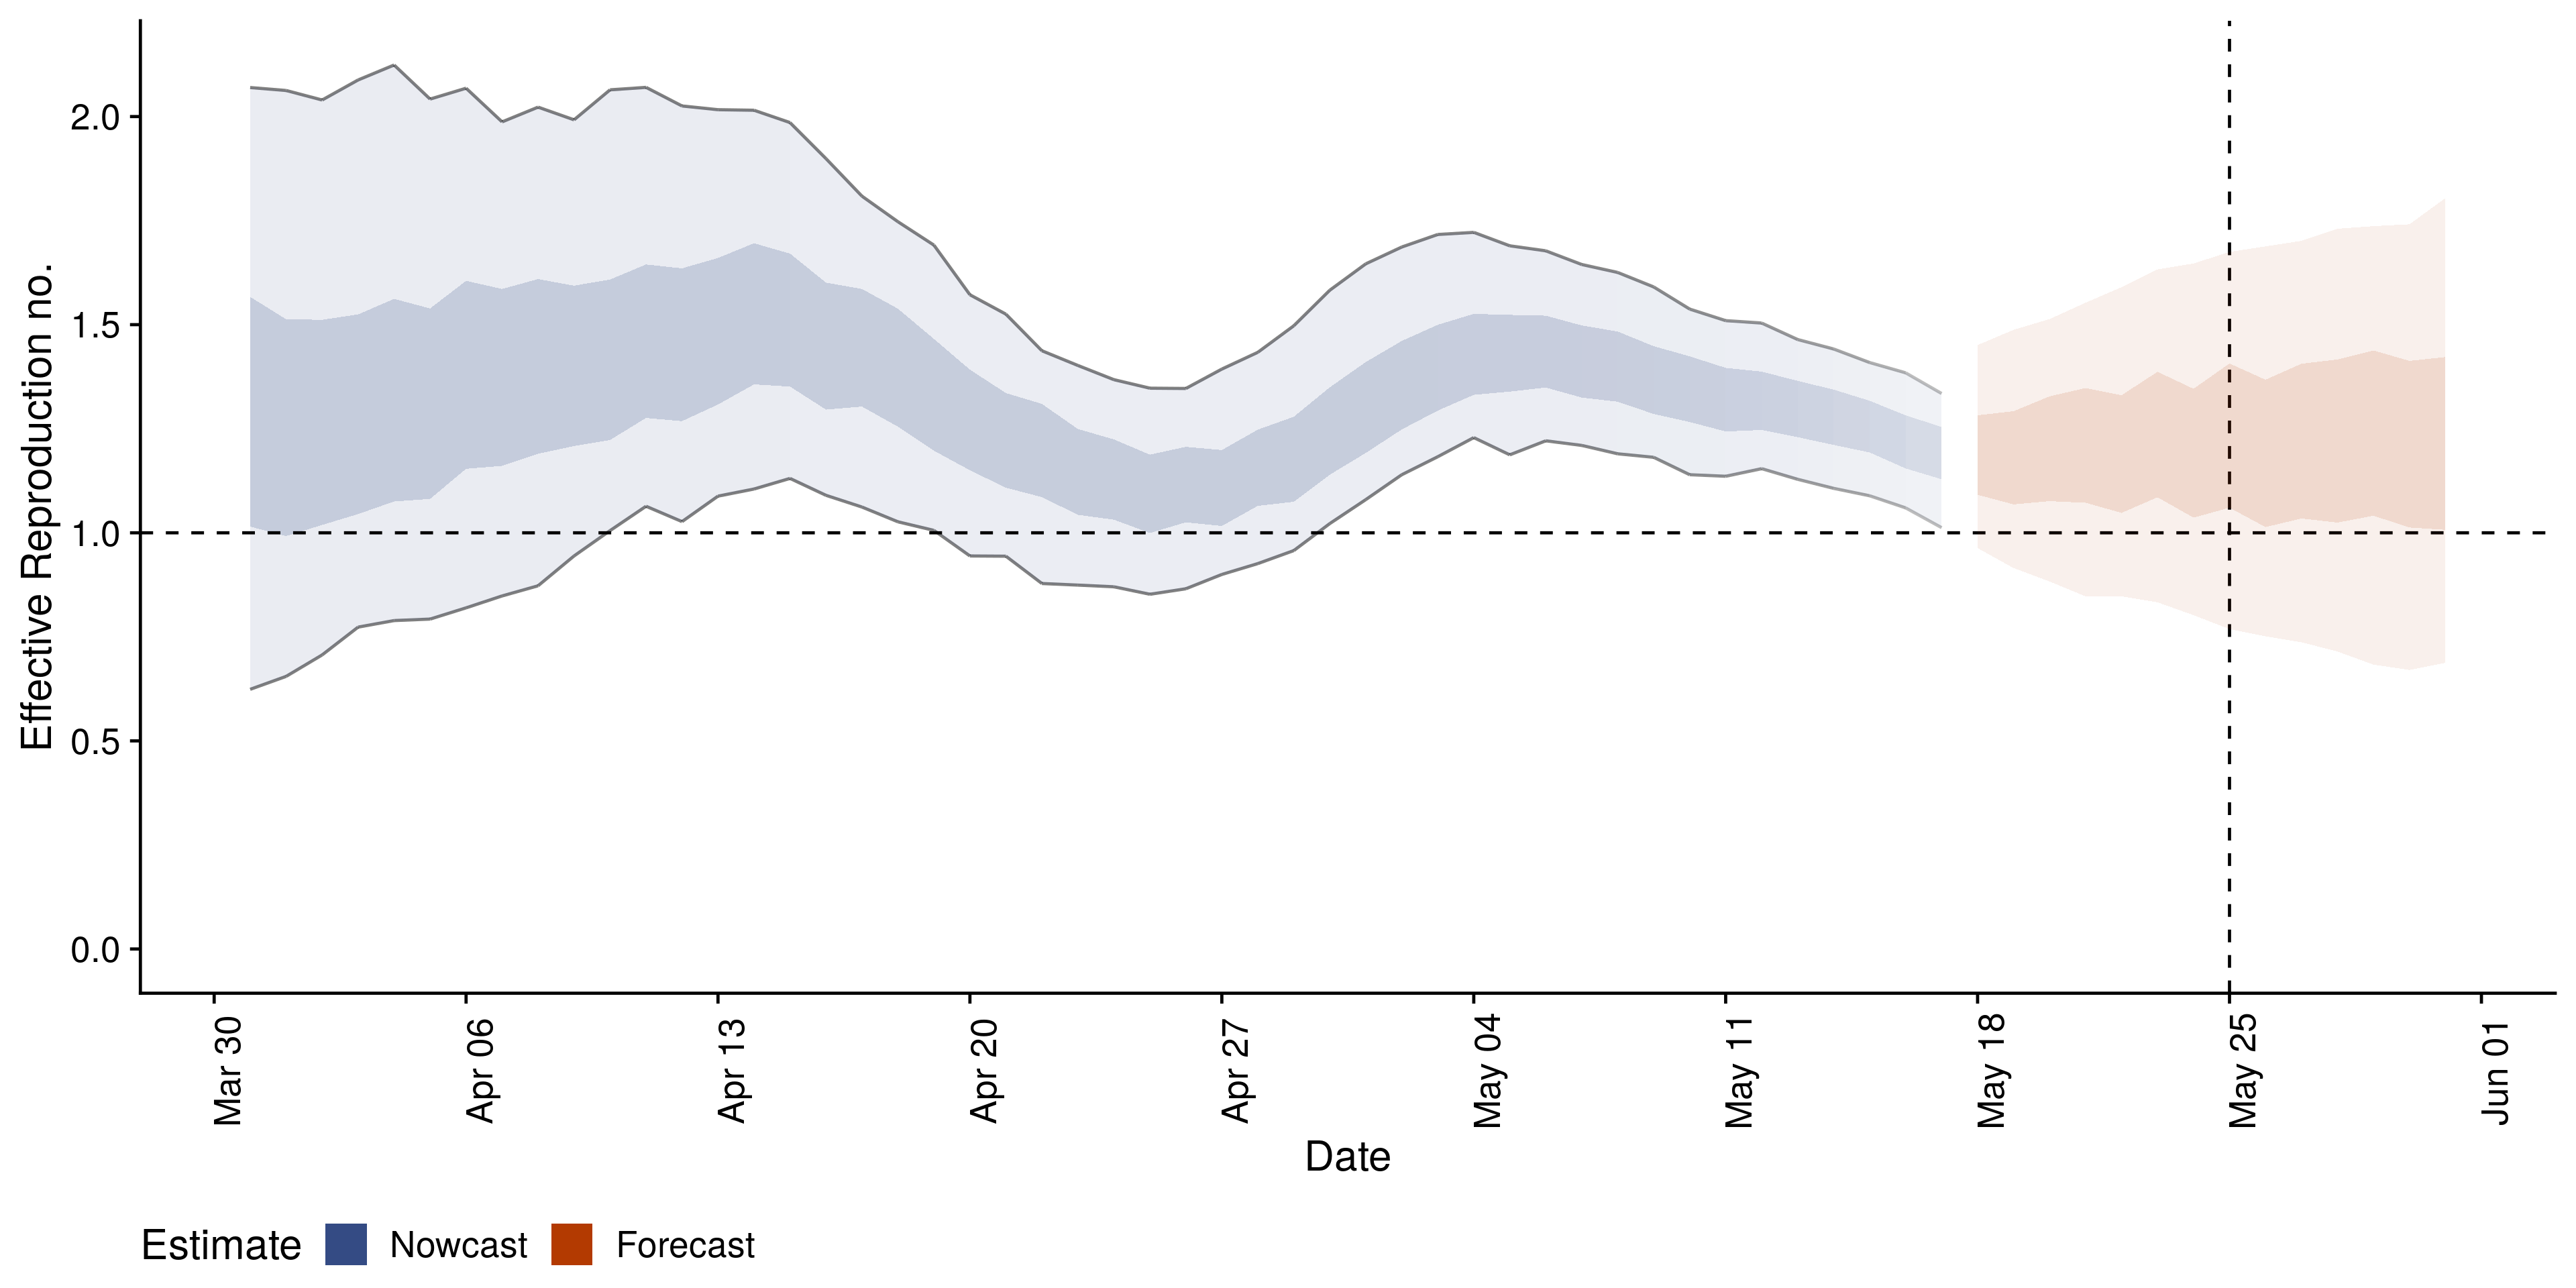 Effective Reproduction no.
2.0
1.5
1.0
0.5
0.0
Mar 30
Apr 06
Apr 13
Apr 20
Apr 27
May 04
May 11
May 18
May 25
Jun 01
Date
Estimate Nowcast Forecast